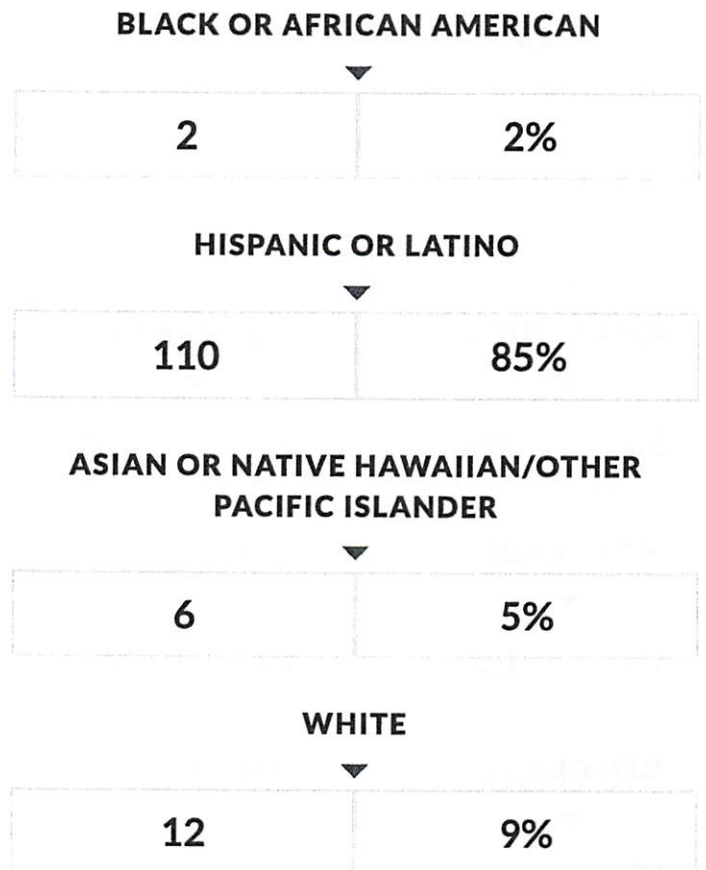 BLACK OR AFRICAN AMERICAN
2 2%
HISPANIC OR LATINO
110 85%
ASIAN OR NATIVE HAWAIIAN/OTHER
PACIFIC ISLANDER
6 5%
WHITE
12 9%